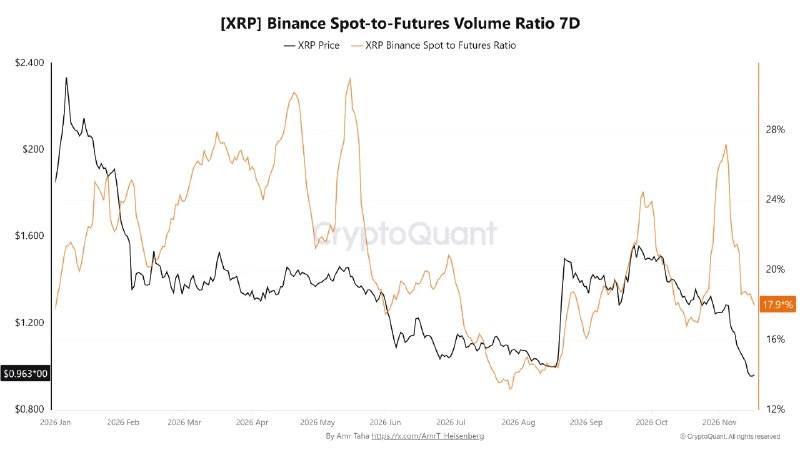 [XRP] Binance Spot-to-Futures Volume Ratio 7D
XRP Price XRP Binance Spot to Futures Ratio
$2.400
$200
$1.600
$1.200
$0.963*00
$0.800
28%
24%
20%
17.9*%
16%
12%
CryptoQuant
2026 Jan 2026 Feb 2026 Mar 2026 Apr 2026 May 2026 Jun 2026 Jul 2026 Aug 2026 Sep 2026 Oct 2026 Nov
By Amr Taha https://x.com/AmrT_Heisenberg
© CryptoQuant. All rights reserved